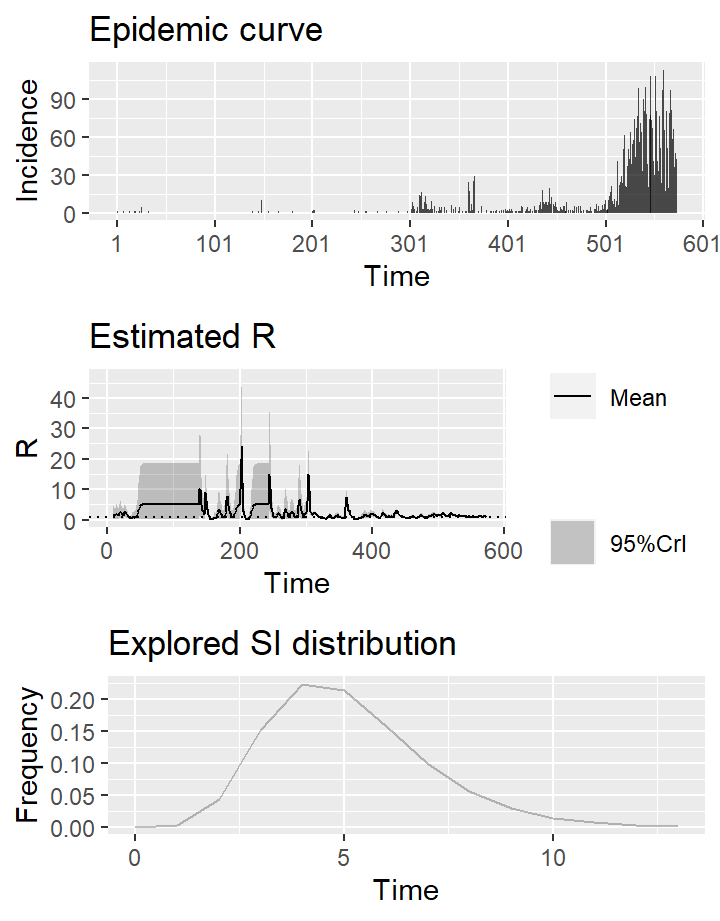 Epidemic curve
Incidence
90
60
30
0
1 101 201 301 401 501 601
Time
Estimated R
R
40
30
20
10
0
0 200 400 600
Time
Mean
95%CrI
Explored SI distribution
Frequency
0.20
0.15
0.10
0.05
0.00
0 5 10
Time